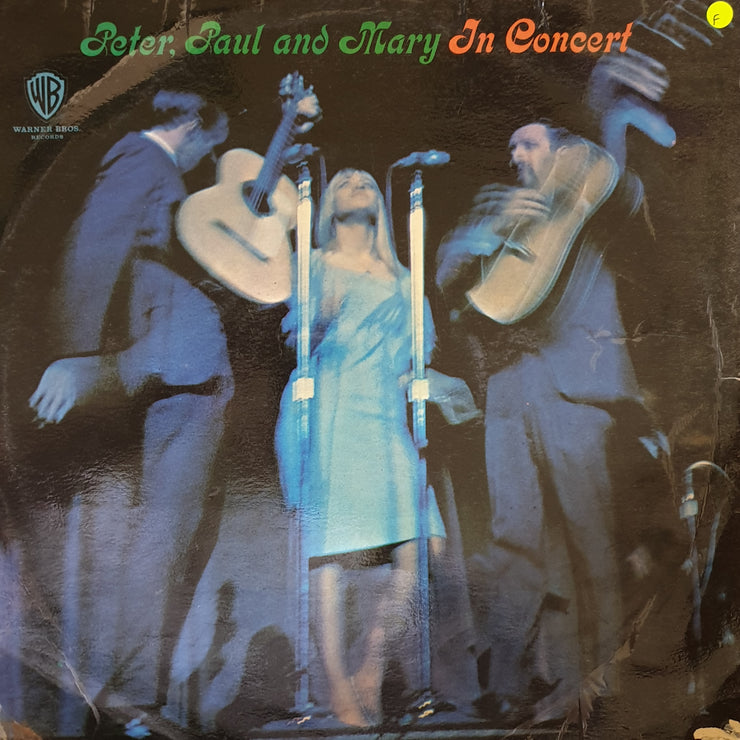 Peter, Paul and Mary In Concert
F
WB
WARNER BROS.
RECORDS